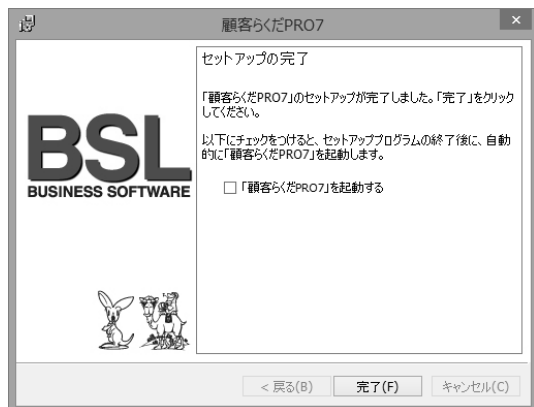 顧客らくだPRO7
セットアップの完了
「顧客らくだPRO7」のセットアップが完了しました。「完了」をクリック
してください。
以下にチェックをつけると、セットアッププログラムの終了後に、自動
的に「顧客らくだPRO7」を起動します。
「顧客らくだPRO7」を起動する
BSL
BUSINESS SOFTWARE
< 戻る(B)
完了(F)
キャンセル(C)